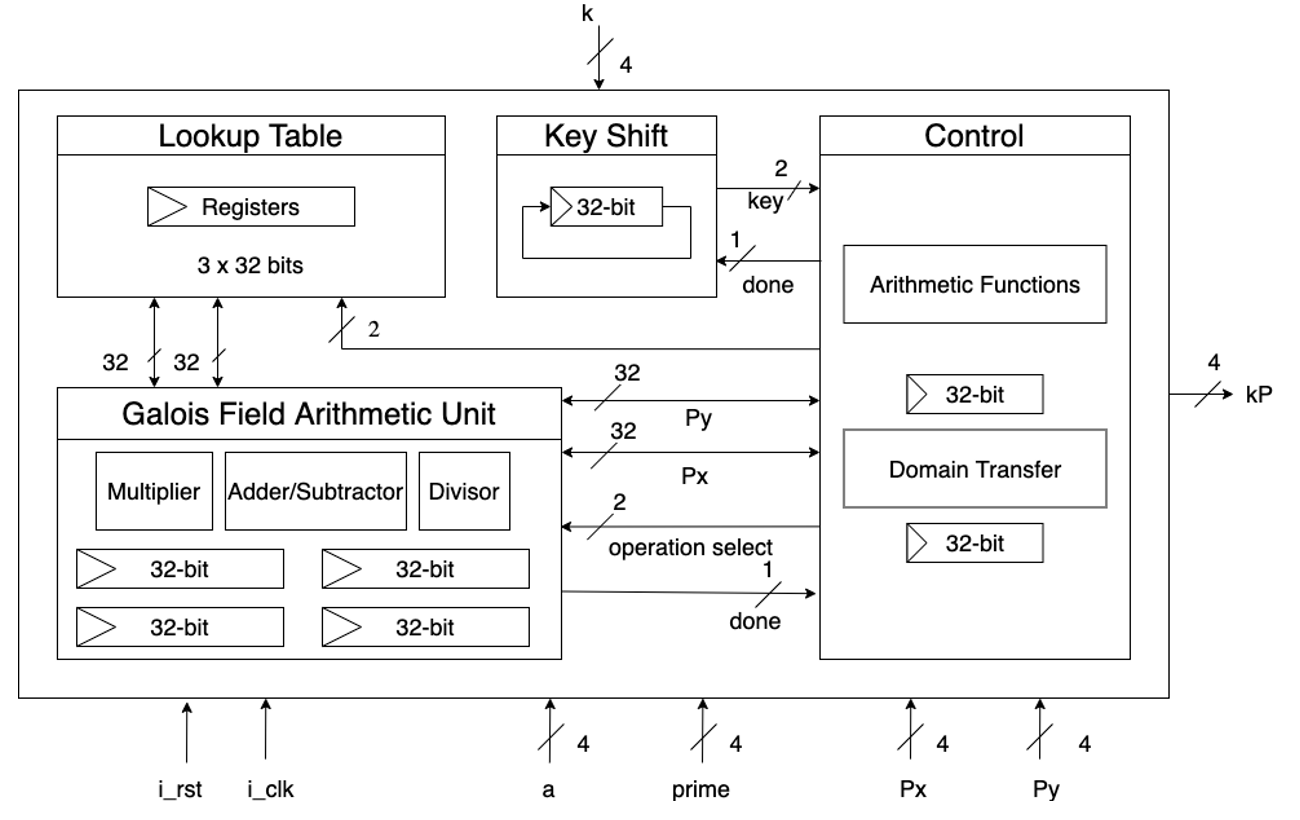 k
4
Lookup Table
Registers
3 x 32 bits
Key Shift
32-bit
2
key
1
done
Control
Arithmetic Functions
32-bit
Domain Transfer
32-bit
2
32
32
Galois Field Arithmetic Unit
Multiplier
Adder/Subtractor
Divisor
32-bit
32-bit
32-bit
32-bit
32
Py
32
Px
2
operation select
1
done
4
kP
4
4
4
4
i_rst
i_clk
a
prime
Px
Py